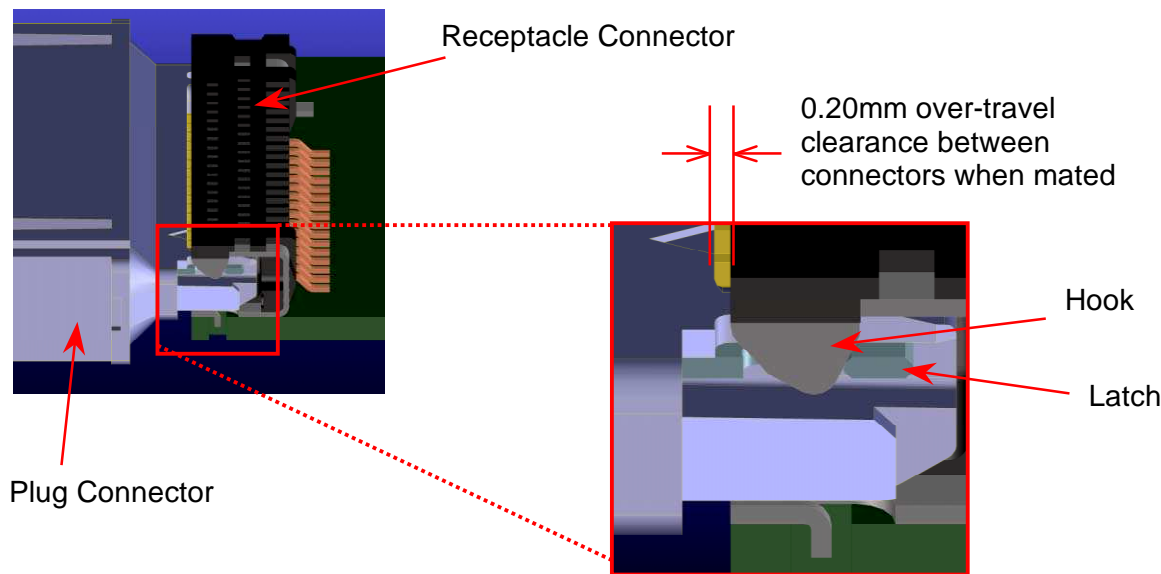 Receptacle Connector
0.20mm over-travel
clearance between
connectors when mated
Hook
Latch
Plug Connector